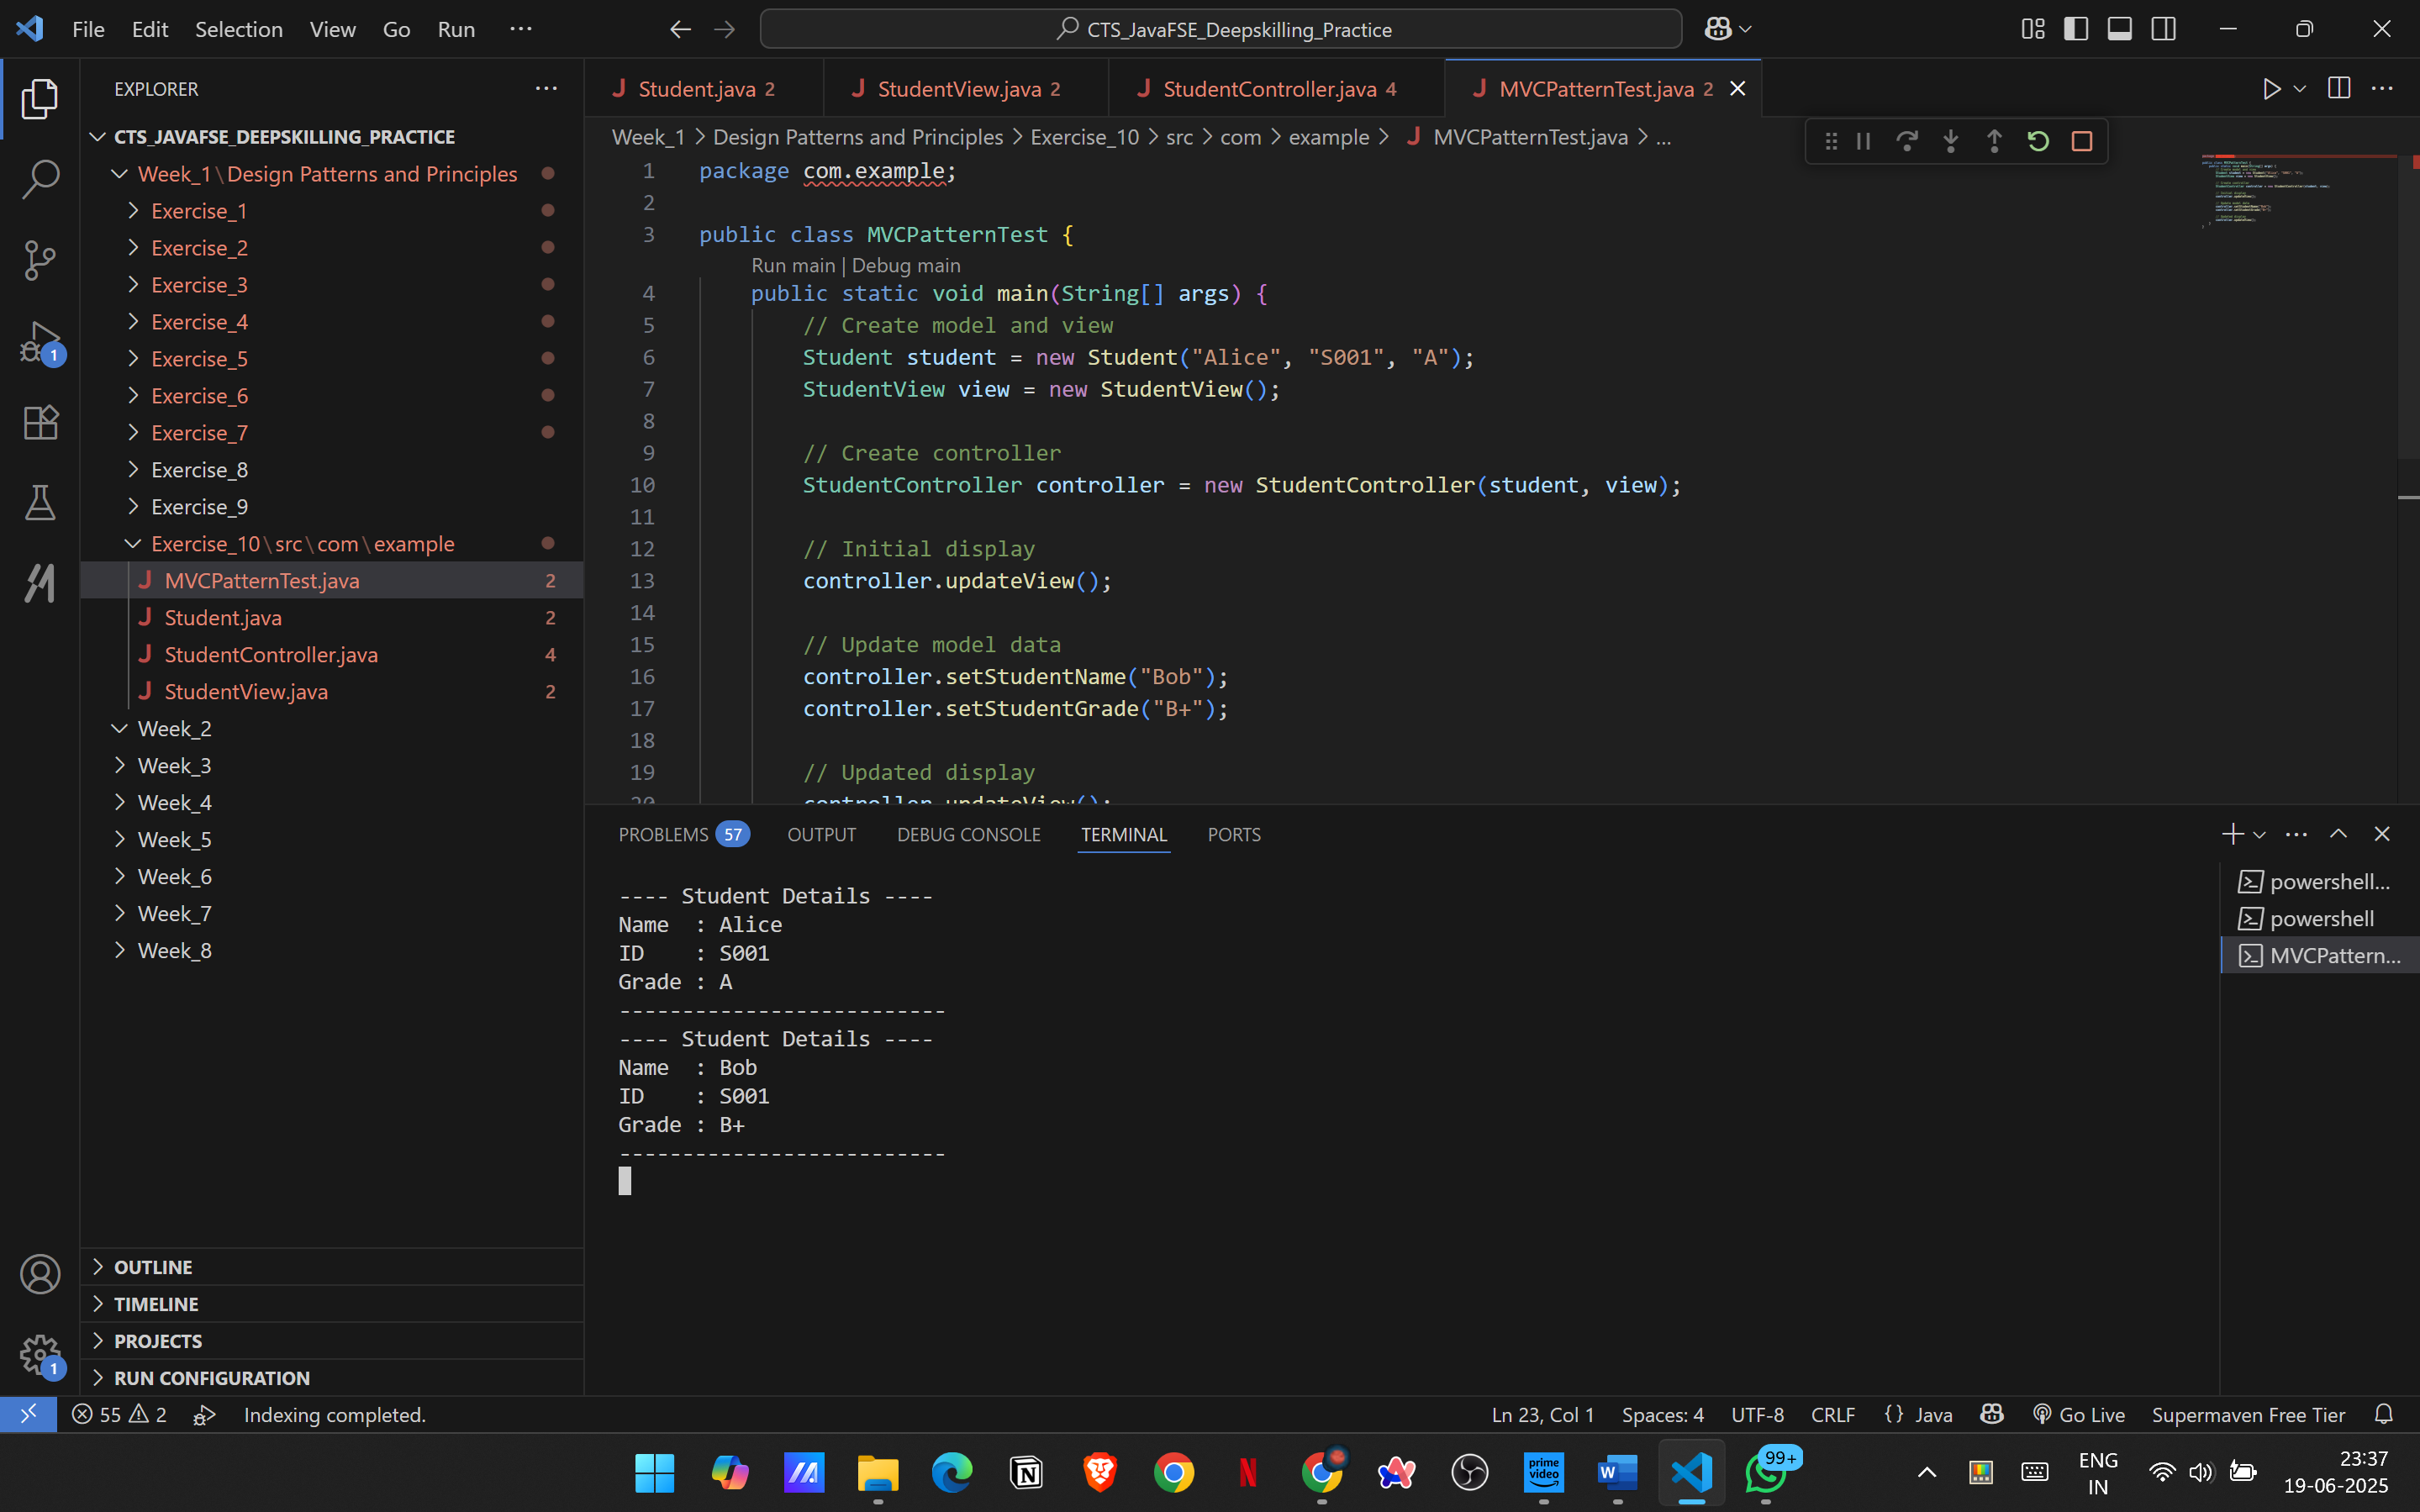 File Edit Selection View Go Run ··· CTS_JavaFSE_Deepskilling_Practice
EXPLORER
CTS_JAVAFSE_DEEPSKILLING_PRACTICE
Week_1\Design Patterns and Principles
Exercise_1
Exercise_2
Exercise_3
Exercise_4
Exercise_5
Exercise_6
Exercise_7
Exercise_8
Exercise_9
Exercise_10\src\com\example
MVCPatternTest.java 2
Student.java 2
StudentController.java 4
StudentView.java 2
Week_2
Week_3
Week_4
Week_5
Week_6
Week_7
Week_8
OUTLINE
TIMELINE
PROJECTS
RUN CONFIGURATION
1
1
Student.java 2 StudentView.java 2 StudentController.java 4 MVCPatternTest.java 2
Week_1 > Design Patterns and Principles > Exercise_10 > src > com > example > MVCPatternTest.java > ...
1 package com.example;
2
3 public class MVCPatternTest {
Run main | Debug main
4 public static void main(String[] args) {
5 // Create model and view
6 Student student = new Student("Alice", "S001", "A");
7 StudentView view = new StudentView();
8
9 // Create controller
10 StudentController controller = new StudentController(student, view);
11
12 // Initial display
13 controller.updateView();
14
15 // Update model data
16 controller.setStudentName("Bob");
17 controller.setStudentGrade("B+");
18
19 // Updated display
20 controller.updateView();
PROBLEMS 57 OUTPUT DEBUG CONSOLE TERMINAL PORTS
---- Student Details ----
Name  : Alice
ID    : S001
Grade : A
--------------------------
---- Student Details ----
Name  : Bob
ID    : S001
Grade : B+
--------------------------
powershell...
powershell
MVCPattern...
55 2 Indexing completed. Ln 23, Col 1 Spaces: 4 UTF-8 CRLF {} Java Go Live Supermaven Free Tier
prime video
W
99+
ENG
IN
23:37
19-06-2025